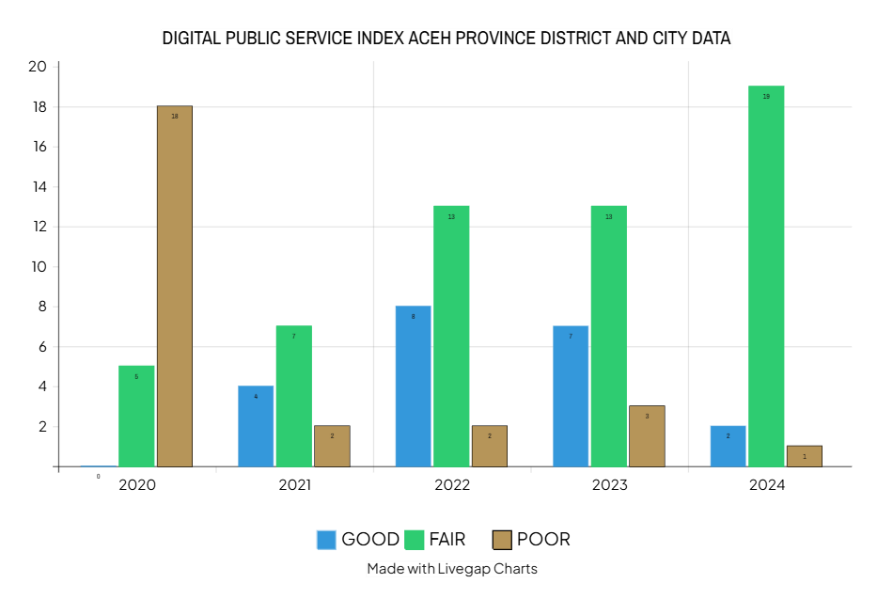 DIGITAL PUBLIC SERVICE INDEX ACEH PROVINCE DISTRICT AND CITY DATA
20
18
16
14
12
10
8
6
4
2
0 5 18 4 7 2 8 13 2 7 13 3 2 19 1
2020 2021 2022 2023 2024
GOOD FAIR POOR
Made with Livegap Charts